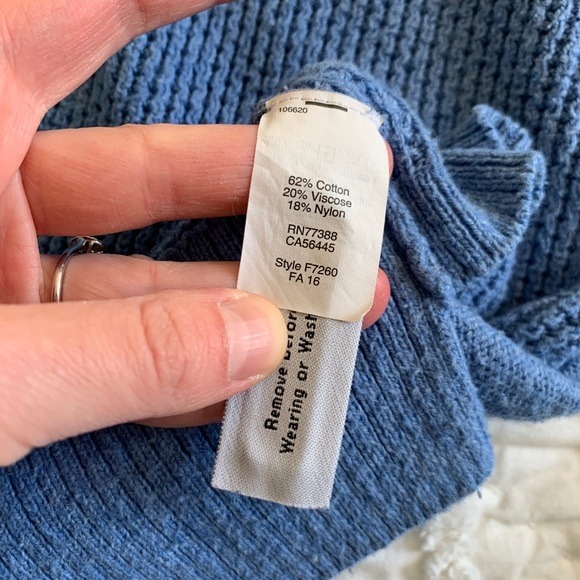 106620
62% Cotton
20% Viscose
18% Nylon
RN77388
CA56445
Style F7260
FA 16
Remove Before
Wearing or Wash